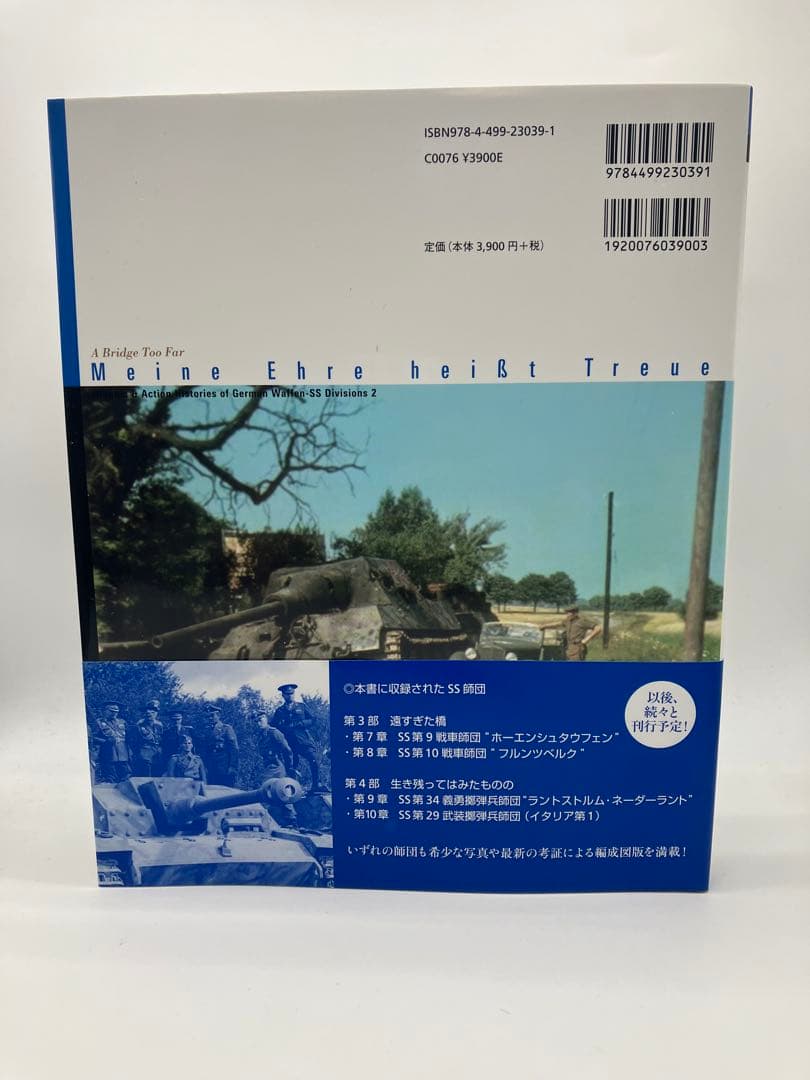 ISBN978-4-499-23039-1
C0076 ¥3900E
9784499230391
定価（本体 3,900 円＋税）
1920076039003
A Bridge Too Far
Meine Ehre heißt Treue
& Action Histories of German Waffen-SS Divisions 2
◎本書に収録された SS 師団
以後、
続々と
刊行予定！
第３部　遠すぎた橋
・第７章　SS第９戦車師団 "ホーエンシュタウフェン"
・第８章　SS第10戦車師団 "フルンツベルク"
第４部　生き残ってはみたものの
・第９章　SS第34義勇擲弾兵師団 "ラントストルム・ネーダーラント"
・第10章　SS第29武装擲弾兵師団（イタリア第１）
いずれの師団も希少な写真や最新の考証による編成図版を満載！